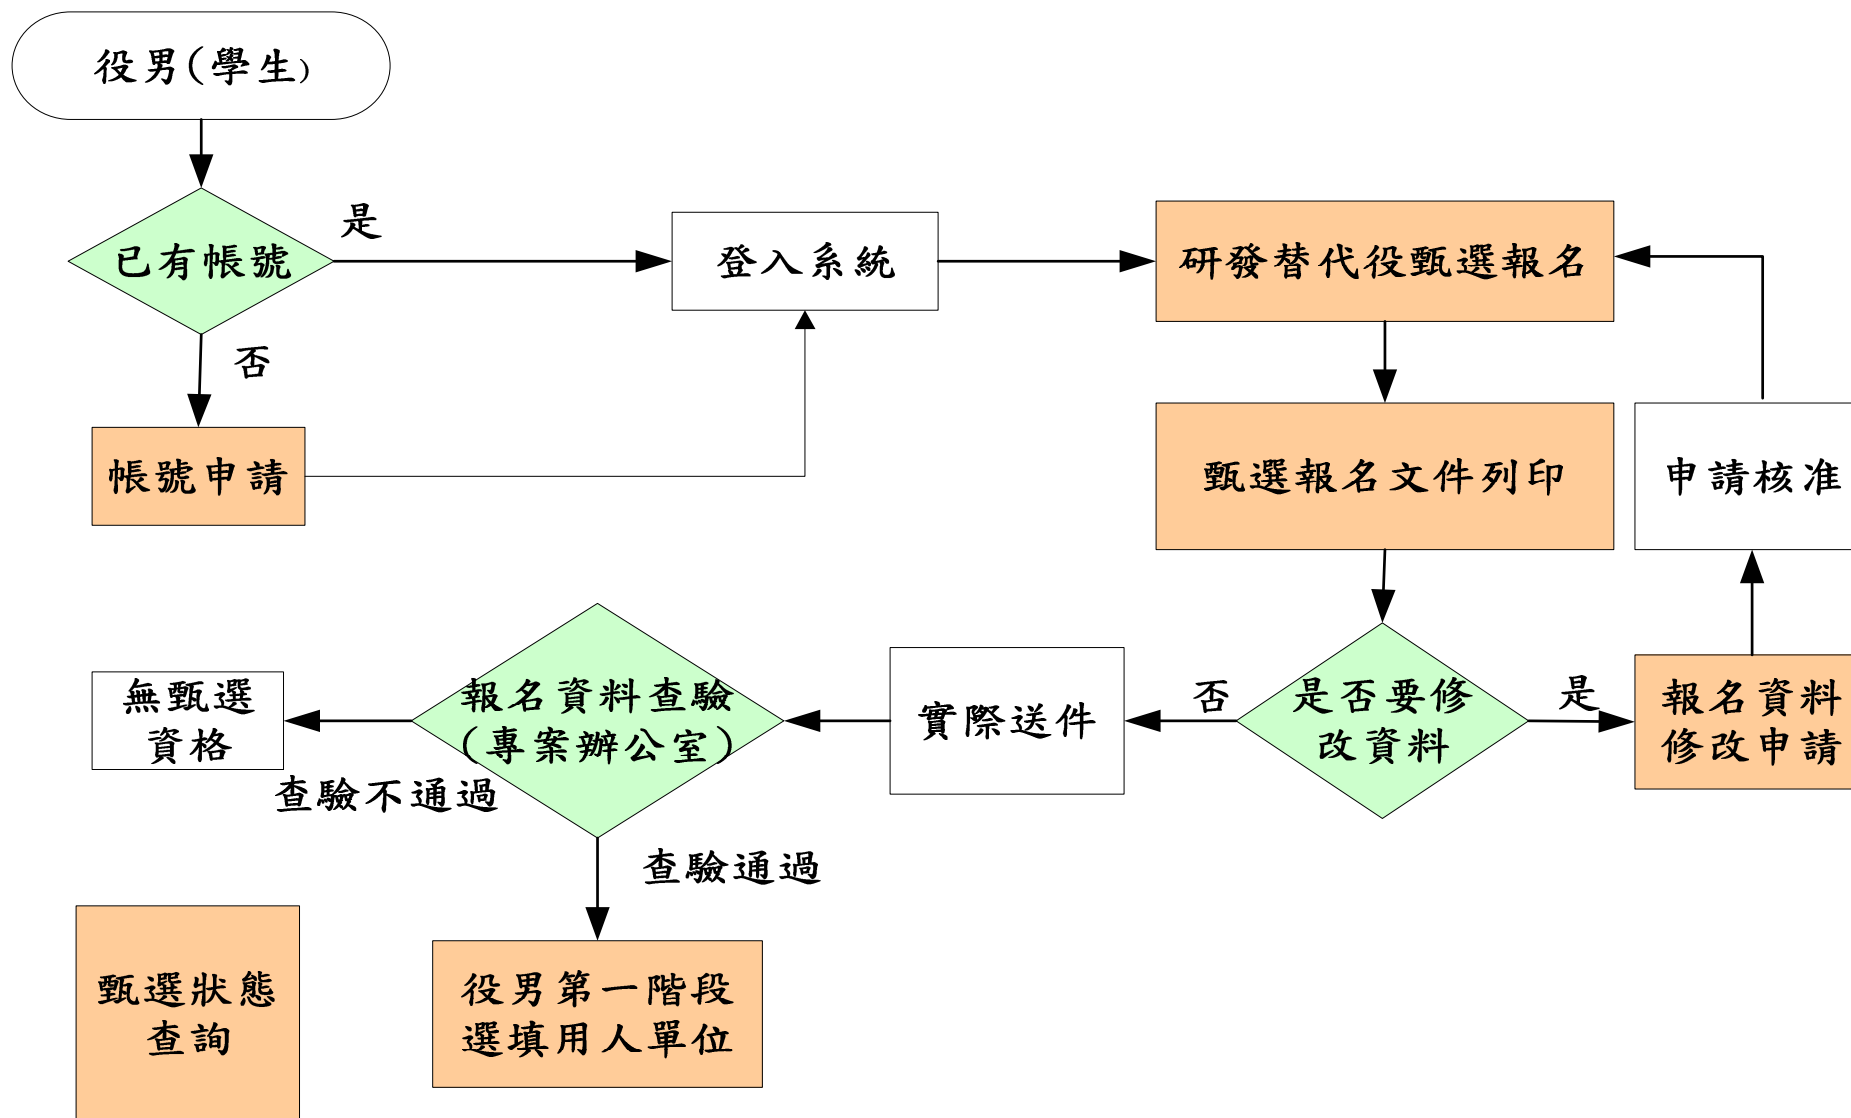 役男(學生)
已有帳號
是
登入系統
研發替代役甄選報名
否
帳號申請
甄選報名文件列印
申請核准
無甄選
資格
報名資料查驗
(專案辦公室)
查驗不通過
實際送件
否
是否要修
改資料
是
報名資料
修改申請
查驗通過
甄選狀態
查詢
役男第一階段
選填用人單位